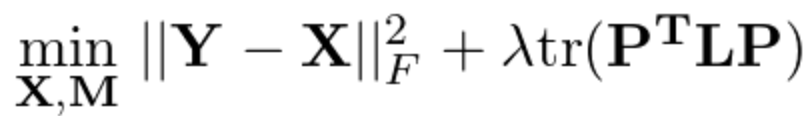 min_{X,M} ||Y − X||_F^2 + λtr(P^T LP)